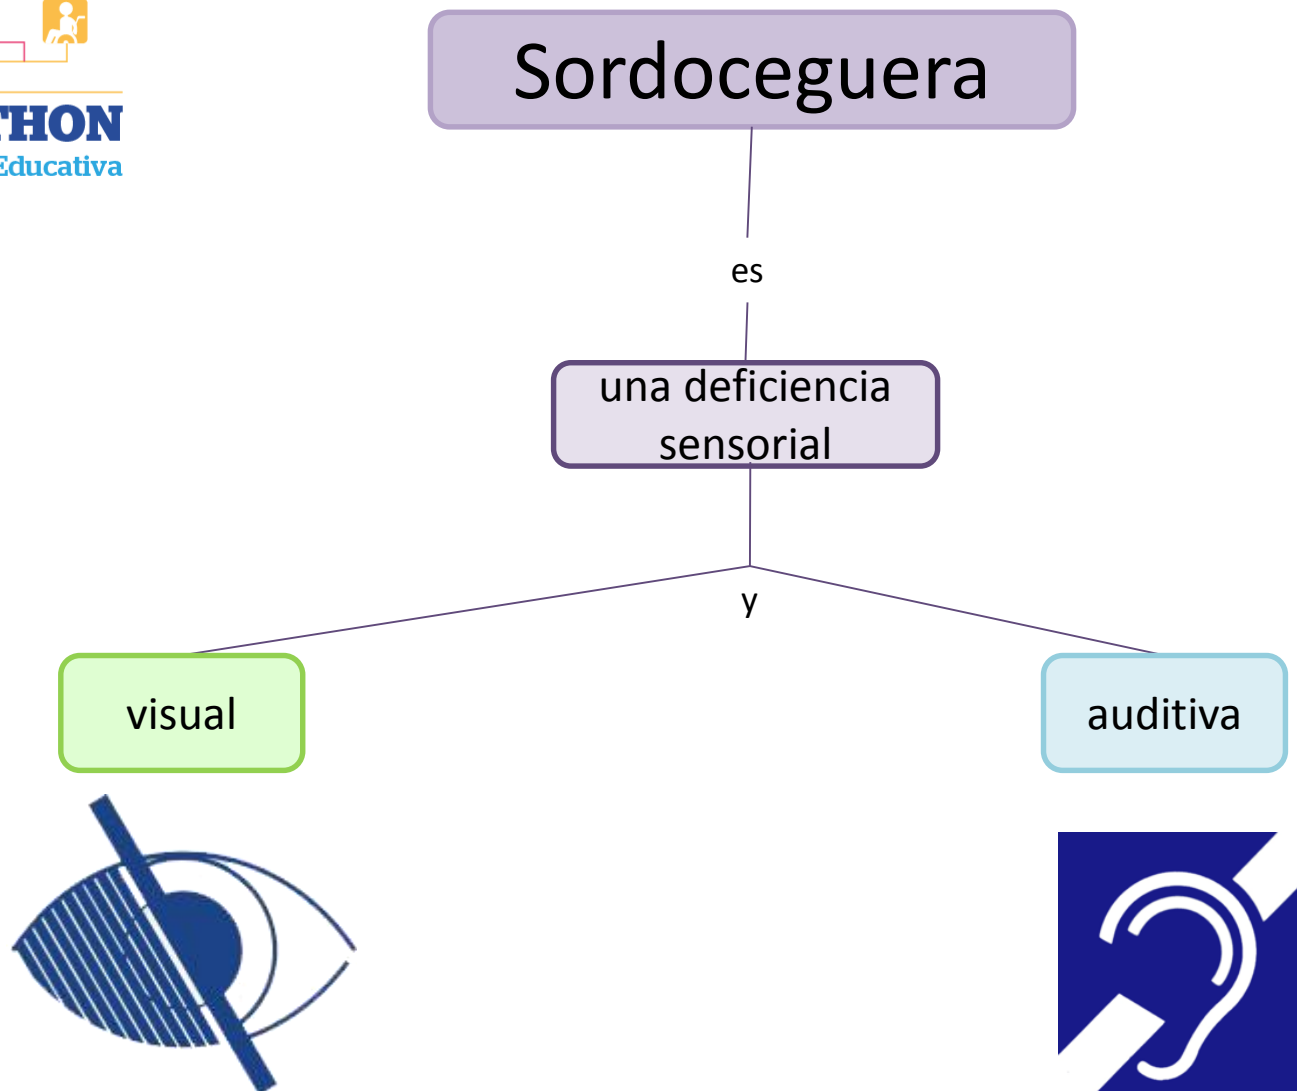 Sordoceguera
THON
Educativa
es
una deficiencia
sensorial
y
visual
auditiva